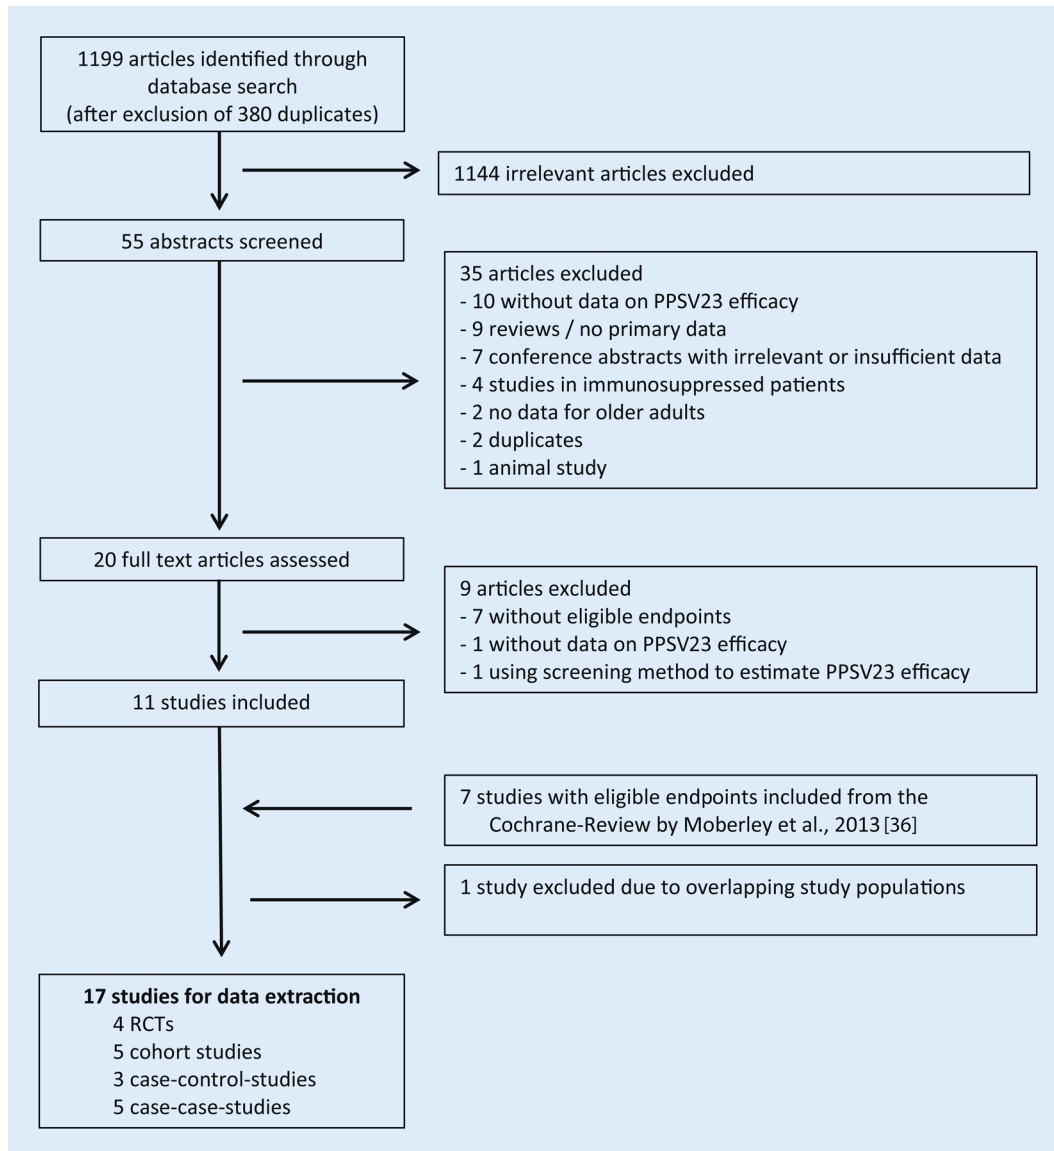 1199 articles identified through
database search
(after exclusion of 380 duplicates)
1144 irrelevant articles excluded
55 abstracts screened
35 articles excluded
- 10 without data on PPSV23 efficacy
- 9 reviews / no primary data
- 7 conference abstracts with irrelevant or insufficient data
- 4 studies in immunosuppressed patients
- 2 no data for older adults
- 2 duplicates
- 1 animal study
20 full text articles assessed
9 articles excluded
- 7 without eligible endpoints
- 1 without data on PPSV23 efficacy
- 1 using screening method to estimate PPSV23 efficacy
11 studies included
7 studies with eligible endpoints included from the
Cochrane-Review by Moberley et al., 2013 [36]
1 study excluded due to overlapping study populations
17 studies for data extraction
4 RCTs
5 cohort studies
3 case-control-studies
5 case-case-studies